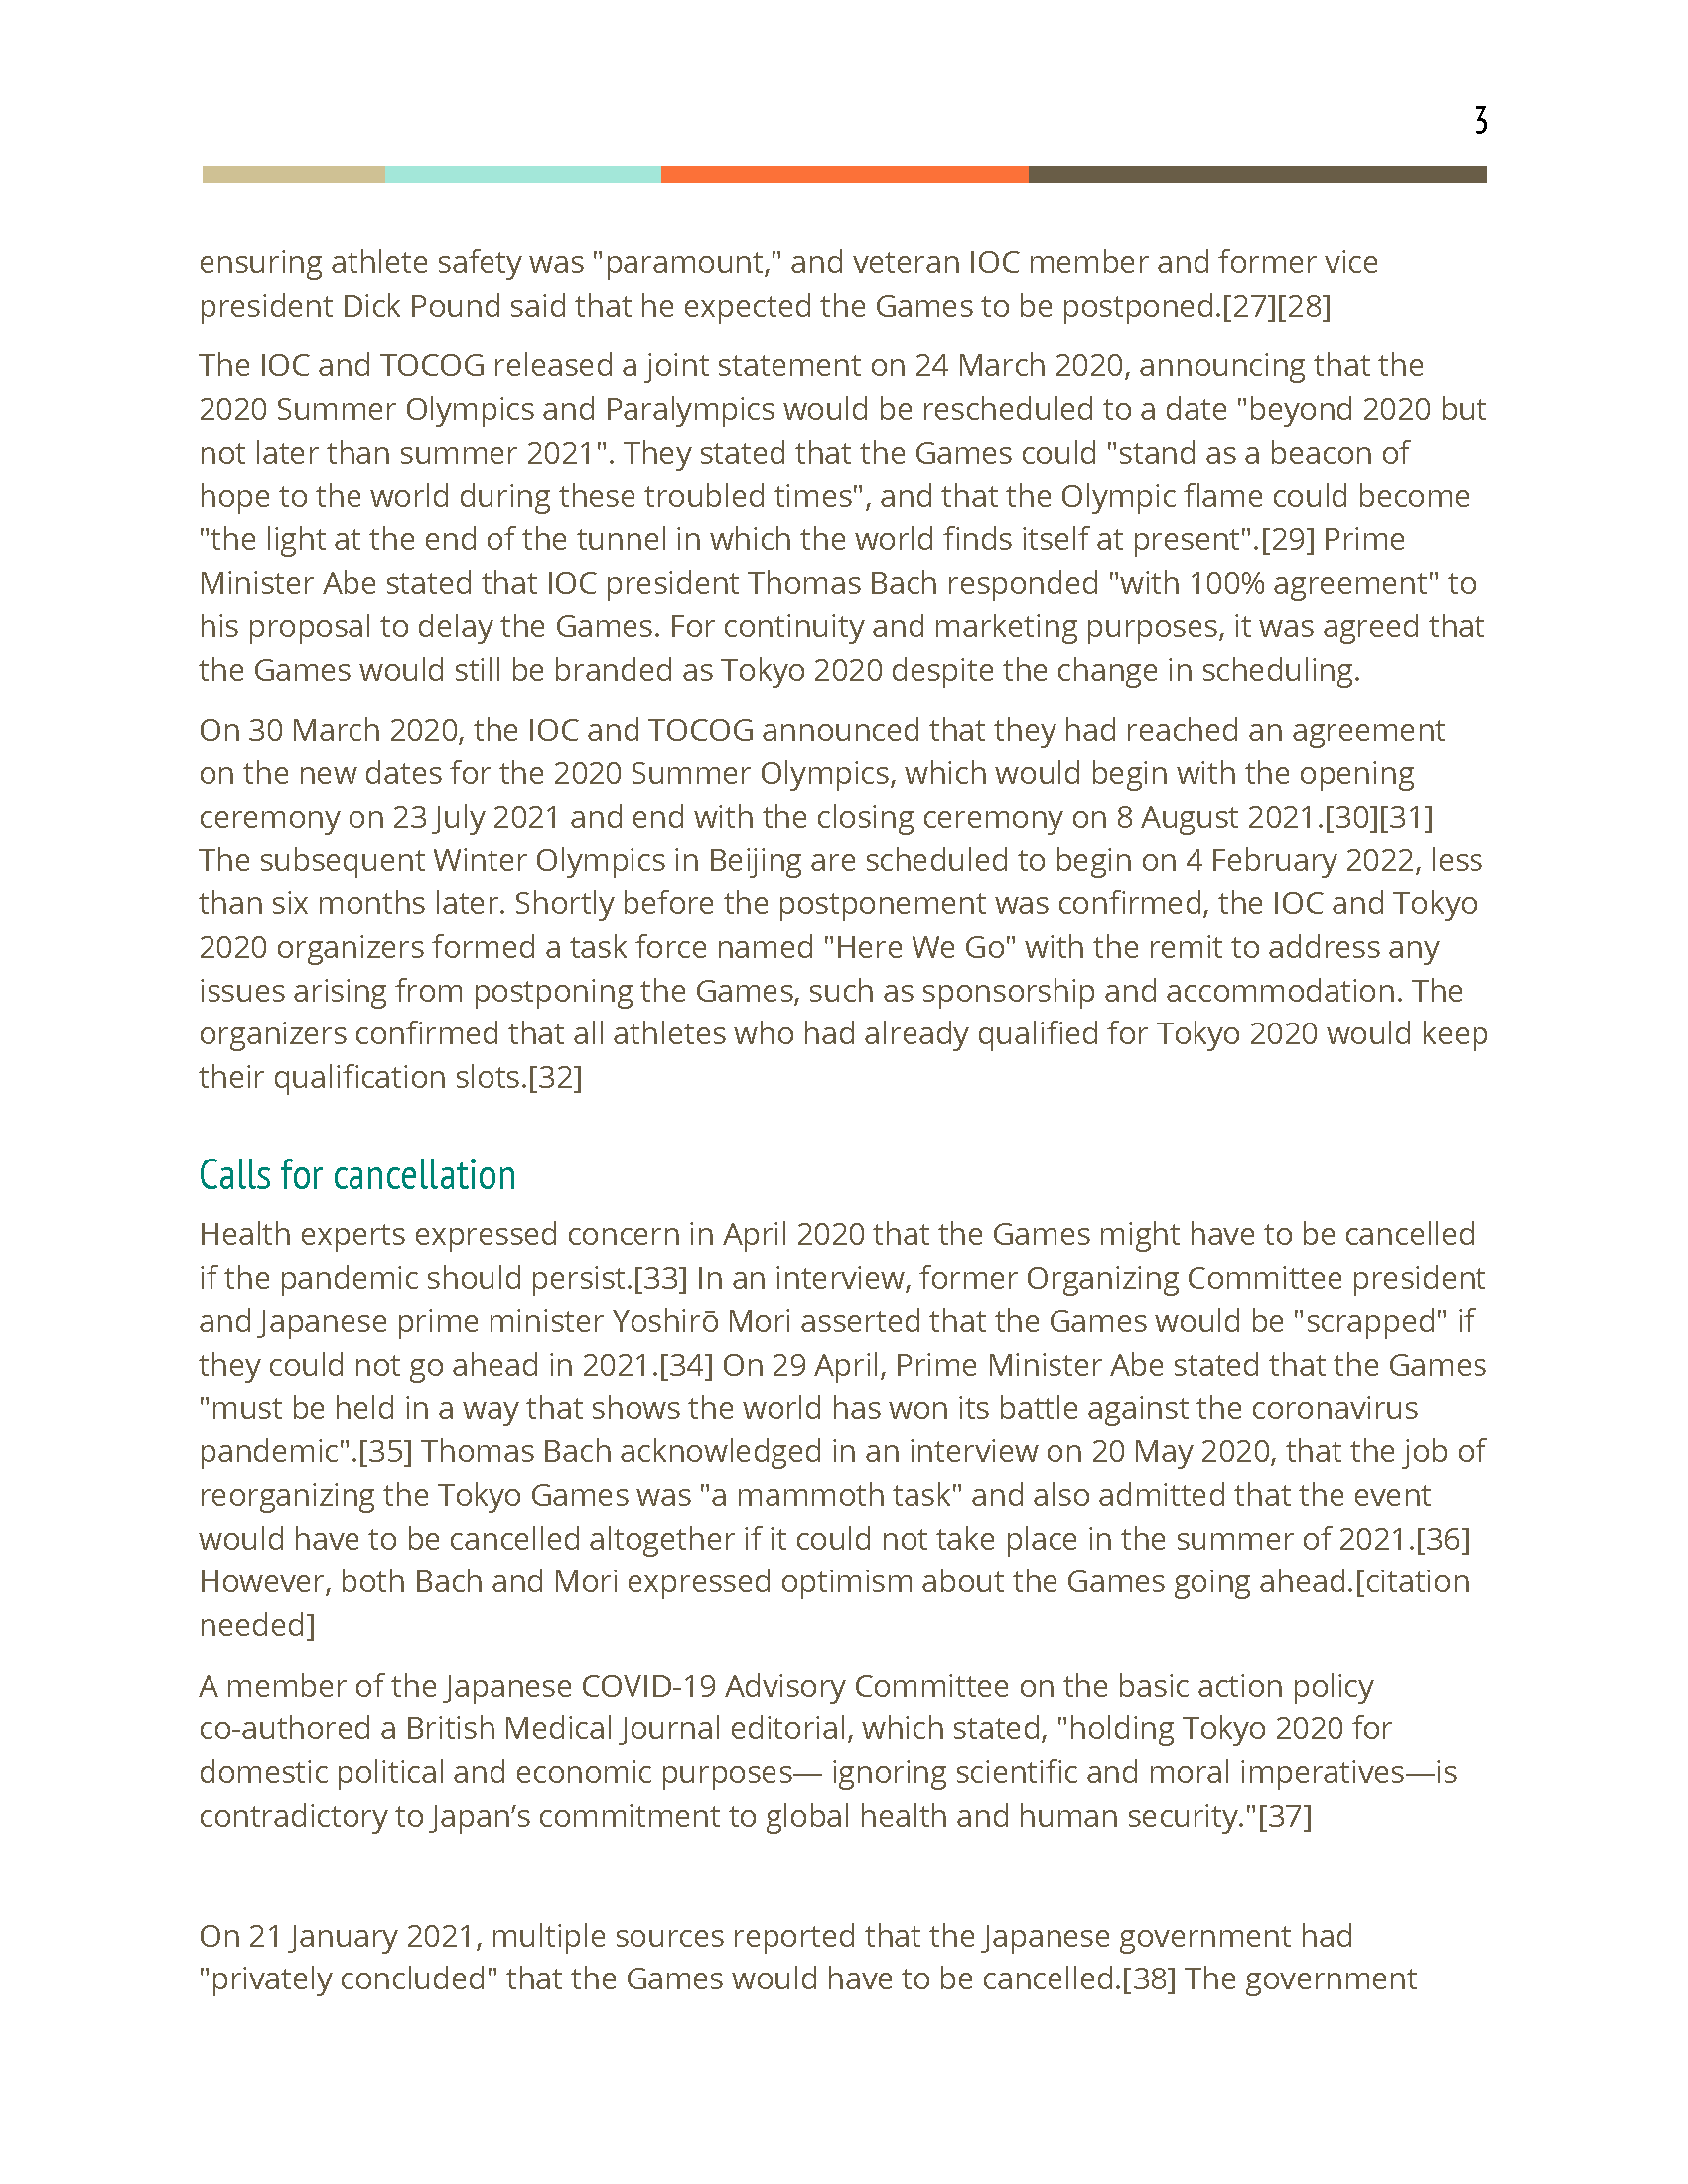 3
ensuring athlete safety was "paramount," and veteran IOC member and former vice
president Dick Pound said that he expected the Games to be postponed.[27][28]
The IOC and TOCOG released a joint statement on 24 March 2020, announcing that the
2020 Summer Olympics and Paralympics would be rescheduled to a date "beyond 2020 but
not later than summer 2021". They stated that the Games could "stand as a beacon of
hope to the world during these troubled times", and that the Olympic flame could become
"the light at the end of the tunnel in which the world finds itself at present".[29] Prime
Minister Abe stated that IOC president Thomas Bach responded "with 100% agreement" to
his proposal to delay the Games. For continuity and marketing purposes, it was agreed that
the Games would still be branded as Tokyo 2020 despite the change in scheduling.
On 30 March 2020, the IOC and TOCOG announced that they had reached an agreement
on the new dates for the 2020 Summer Olympics, which would begin with the opening
ceremony on 23 July 2021 and end with the closing ceremony on 8 August 2021.[30][31]
The subsequent Winter Olympics in Beijing are scheduled to begin on 4 February 2022, less
than six months later. Shortly before the postponement was confirmed, the IOC and Tokyo
2020 organizers formed a task force named "Here We Go" with the remit to address any
issues arising from postponing the Games, such as sponsorship and accommodation. The
organizers confirmed that all athletes who had already qualified for Tokyo 2020 would keep
their qualification slots.[32]
Calls for cancellation
Health experts expressed concern in April 2020 that the Games might have to be cancelled
if the pandemic should persist.[33] In an interview, former Organizing Committee president
and Japanese prime minister Yoshirō Mori asserted that the Games would be "scrapped" if
they could not go ahead in 2021.[34] On 29 April, Prime Minister Abe stated that the Games
"must be held in a way that shows the world has won its battle against the coronavirus
pandemic".[35] Thomas Bach acknowledged in an interview on 20 May 2020, that the job of
reorganizing the Tokyo Games was "a mammoth task" and also admitted that the event
would have to be cancelled altogether if it could not take place in the summer of 2021.[36]
However, both Bach and Mori expressed optimism about the Games going ahead.[citation
needed]
A member of the Japanese COVID-19 Advisory Committee on the basic action policy
co-authored a British Medical Journal editorial, which stated, "holding Tokyo 2020 for
domestic political and economic purposes— ignoring scientific and moral imperatives—is
contradictory to Japan’s commitment to global health and human security."[37]
On 21 January 2021, multiple sources reported that the Japanese government had
"privately concluded" that the Games would have to be cancelled.[38] The government